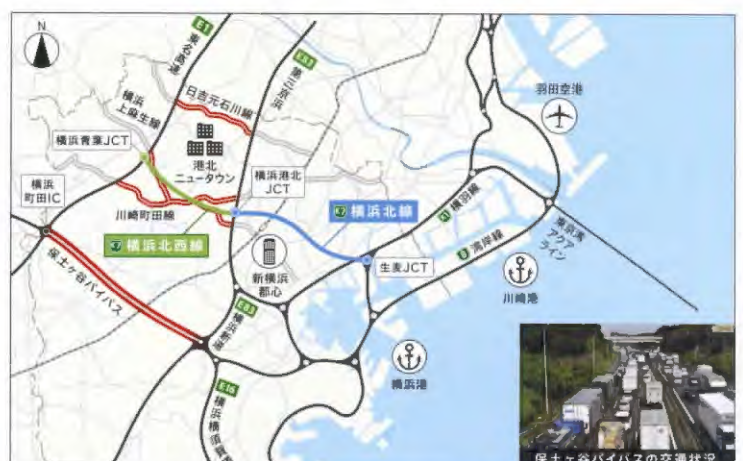 N
E1
東名高速
E83
第三京浜
羽田空港
横浜
上麻生線
日吉元石川線
横浜青葉JCT
港北
ニュータウン
横浜港北
JCT
横浜
町田IC
川崎町田線
K7 横浜北西線
K7 横浜北線
K1 横羽線
B 湾岸線
東京湾
アクア
ライン
保土ヶ谷バイパス
新横浜
都心
生麦JCT
川崎港
E83
横浜新道
横浜港
E16
横浜横須賀
保土ヶ谷バイパスの交通状況